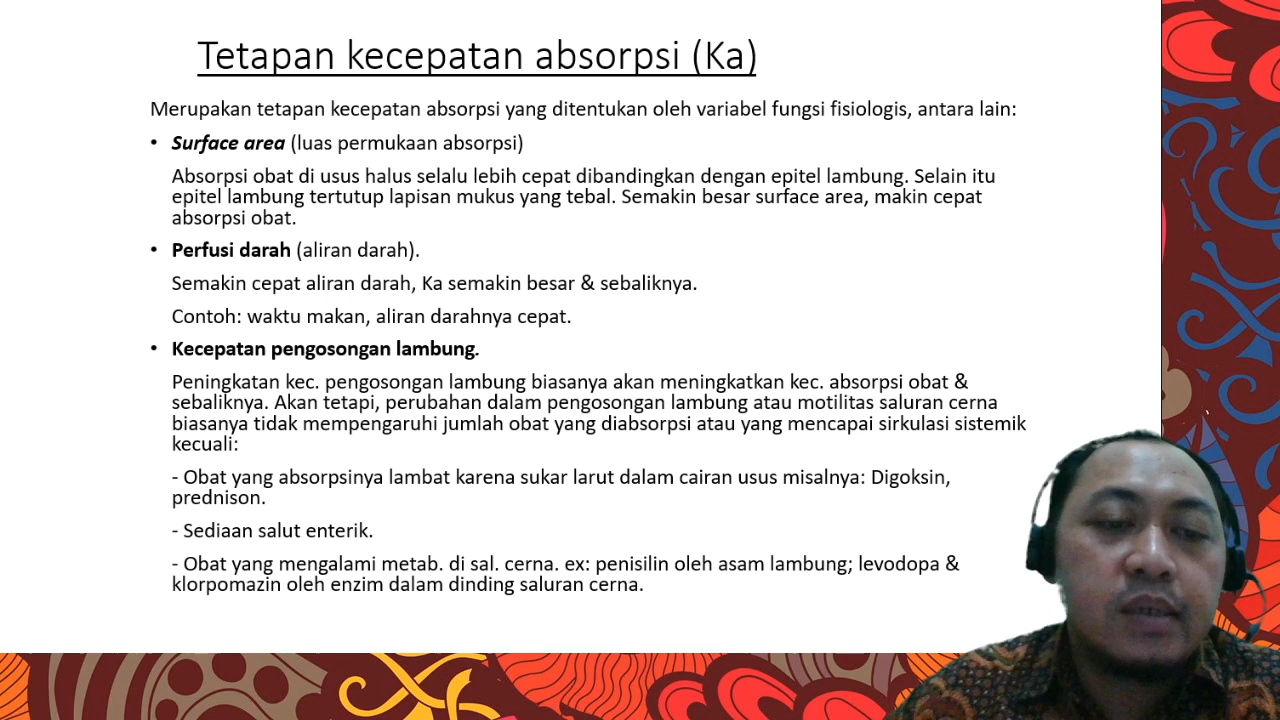 Tetapan kecepatan absorpsi (Ka)
Merupakan tetapan kecepatan absorpsi yang ditentukan oleh variabel fungsi fisiologis, antara lain:
• Surface area (luas permukaan absorpsi)
Absorpsi obat di usus halus selalu lebih cepat dibandingkan dengan epitel lambung. Selain itu
epitel lambung tertutup lapisan mukus yang tebal. Semakin besar surface area, makin cepat
absorpsi obat.
• Perfusi darah (aliran darah).
Semakin cepat aliran darah, Ka semakin besar & sebaliknya.
Contoh: waktu makan, aliran darahnya cepat.
• Kecepatan pengosongan lambung.
Peningkatan kec. pengosongan lambung biasanya akan meningkatkan kec. absorpsi obat &
sebaliknya. Akan tetapi, perubahan dalam pengosongan lambung atau motilitas saluran cerna
biasanya tidak mempengaruhi jumlah obat yang diabsorpsi atau yang mencapai sirkulasi sistemik
kecuali:
- Obat yang absorpsinya lambat karena sukar larut dalam cairan usus misalnya: Digoksin,
prednison.
- Sediaan salut enterik.
- Obat yang mengalami metab. di sal. cerna. ex: penisilin oleh asam lambung; levodopa &
klorpomazin oleh enzim dalam dinding saluran cerna.